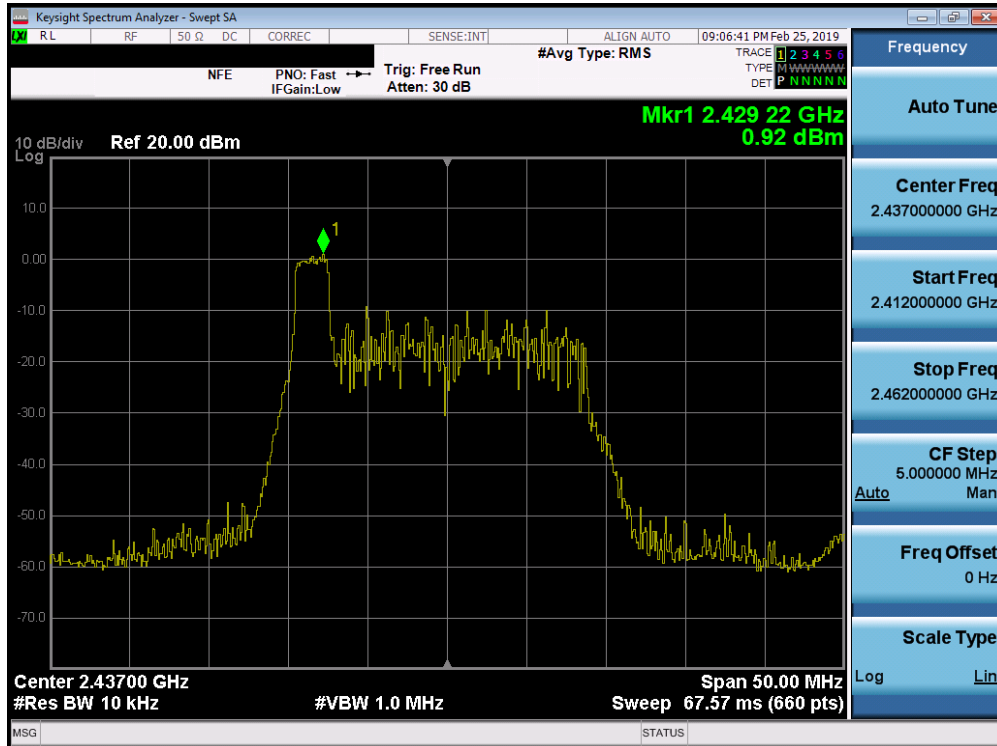 Keysight Spectrum Analyzer - Swept SA
LXI RL RF 50 Ω DC CORREC SENSE:INT ALIGN AUTO 09:06:41 PM Feb 25, 2019
NFE PNO: Fast Trig: Free Run #Avg Type: RMS TRACE 1 2 3 4 5 6
IFGain:Low Atten: 30 dB TYPE M WWWWW
DET P N N N N N
Mkr1 2.429 22 GHz
0.92 dBm
10 dB/div Ref 20.00 dBm
Log
10.0
1
0.00
-10.0
-20.0
-30.0
-40.0
-50.0
-60.0
-70.0
Center 2.43700 GHz Span 50.00 MHz
#Res BW 10 kHz #VBW 1.0 MHz Sweep 67.57 ms (660 pts)
MSG STATUS
Frequency
Auto Tune
Center Freq
2.437000000 GHz
Start Freq
2.412000000 GHz
Stop Freq
2.462000000 GHz
CF Step
5.000000 MHz
Auto Man
Freq Offset
0 Hz
Scale Type
Log Lin